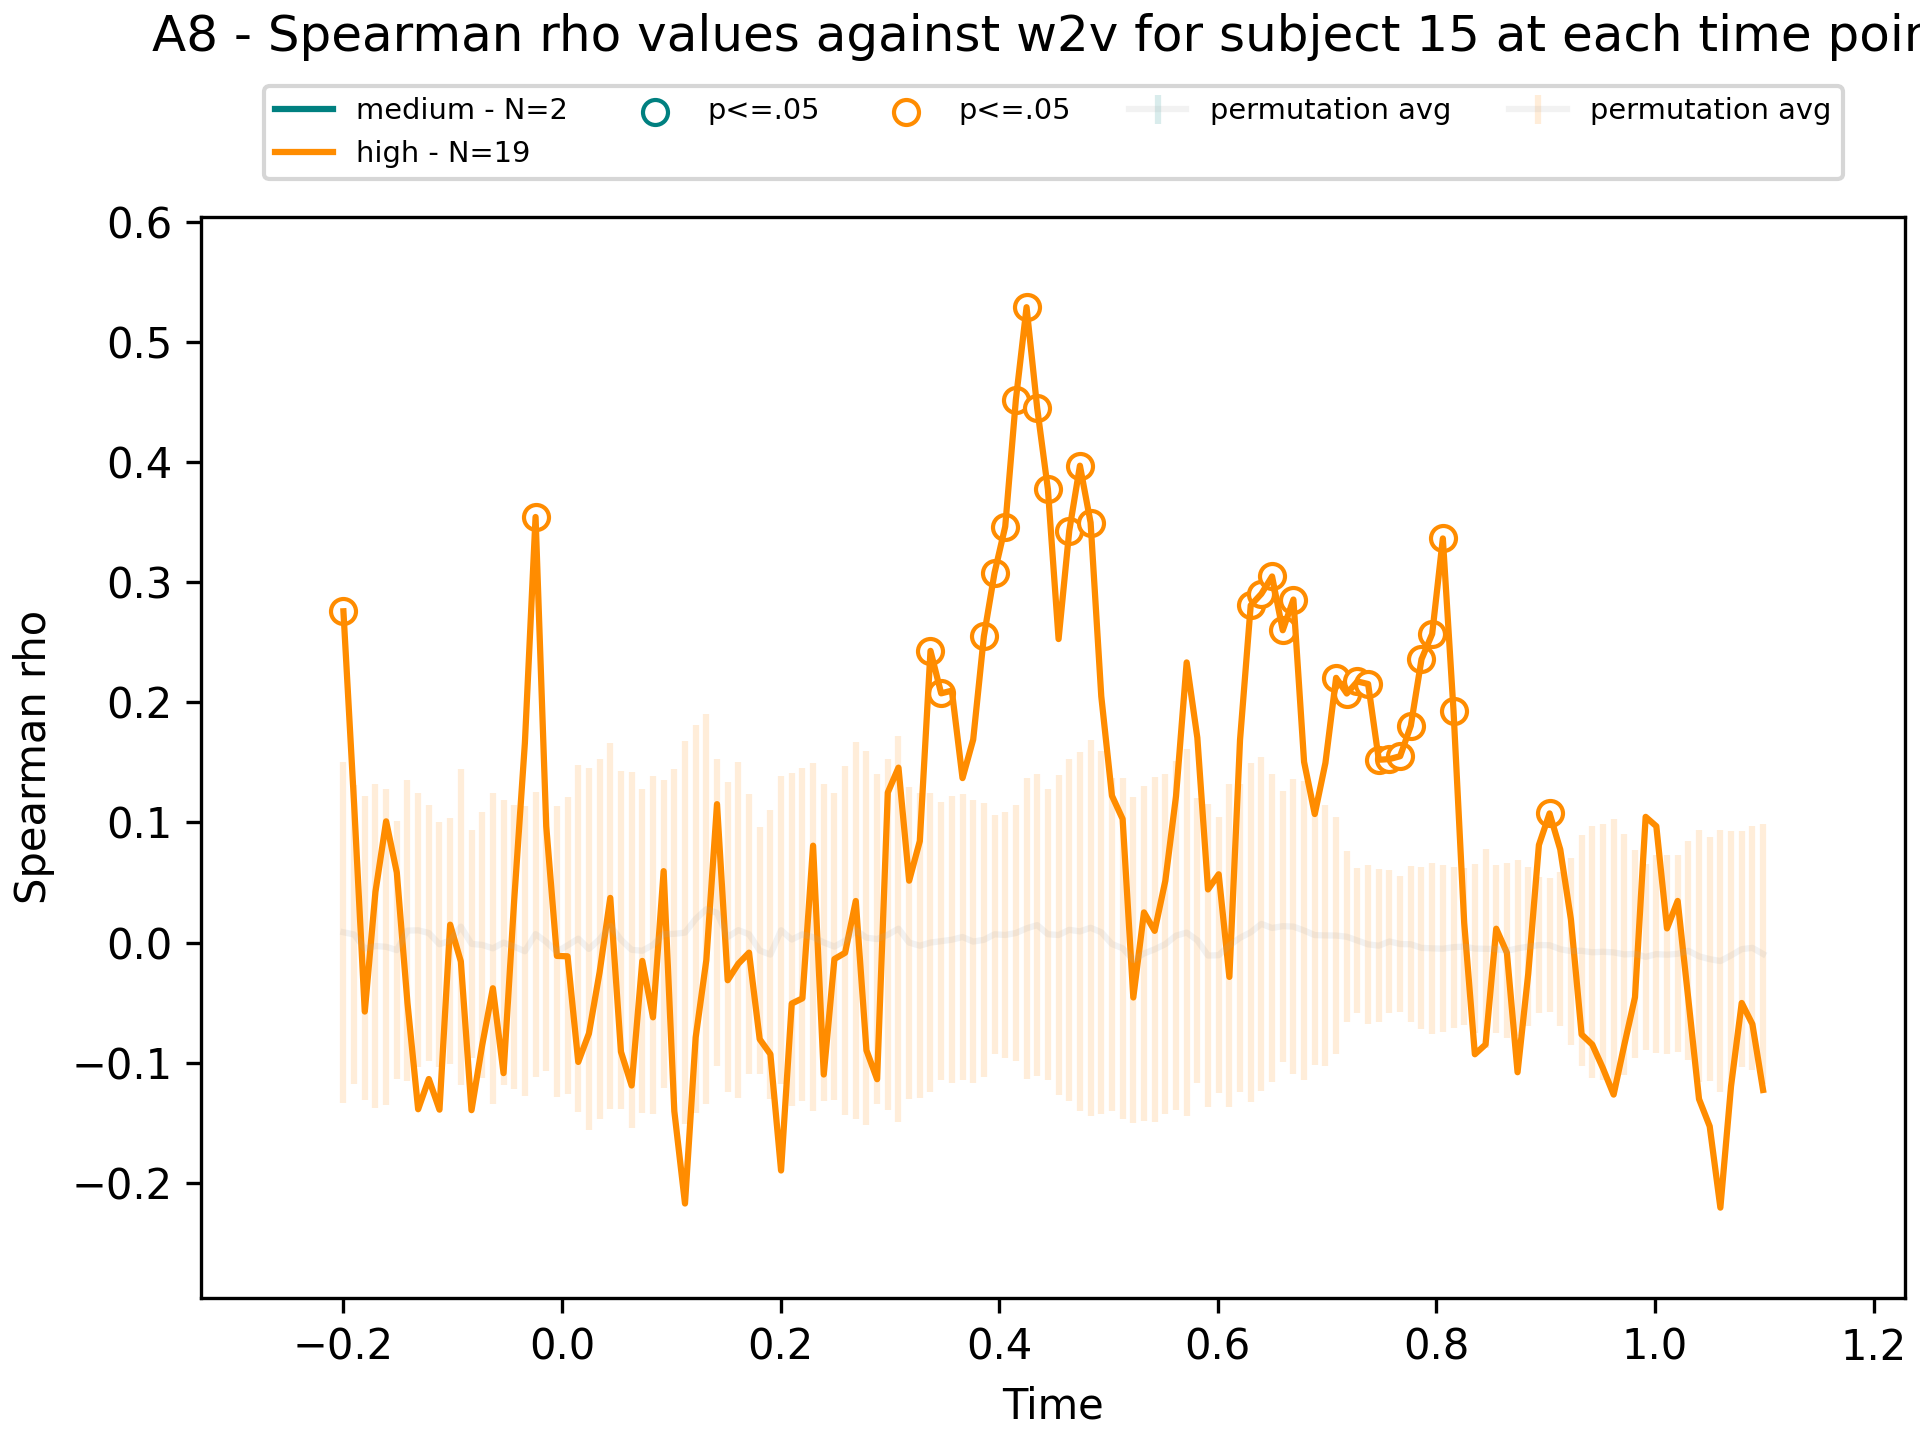 A8 - Spearman rho values against w2v for subject 15 at each time poin
medium - N=2
high - N=19
p<=.05
p<=.05
permutation avg
permutation avg
Spearman rho
0.6
0.5
0.4
0.3
0.2
0.1
0.0
−0.1
−0.2
−0.2 0.0 0.2 0.4 0.6 0.8 1.0 1.2
Time